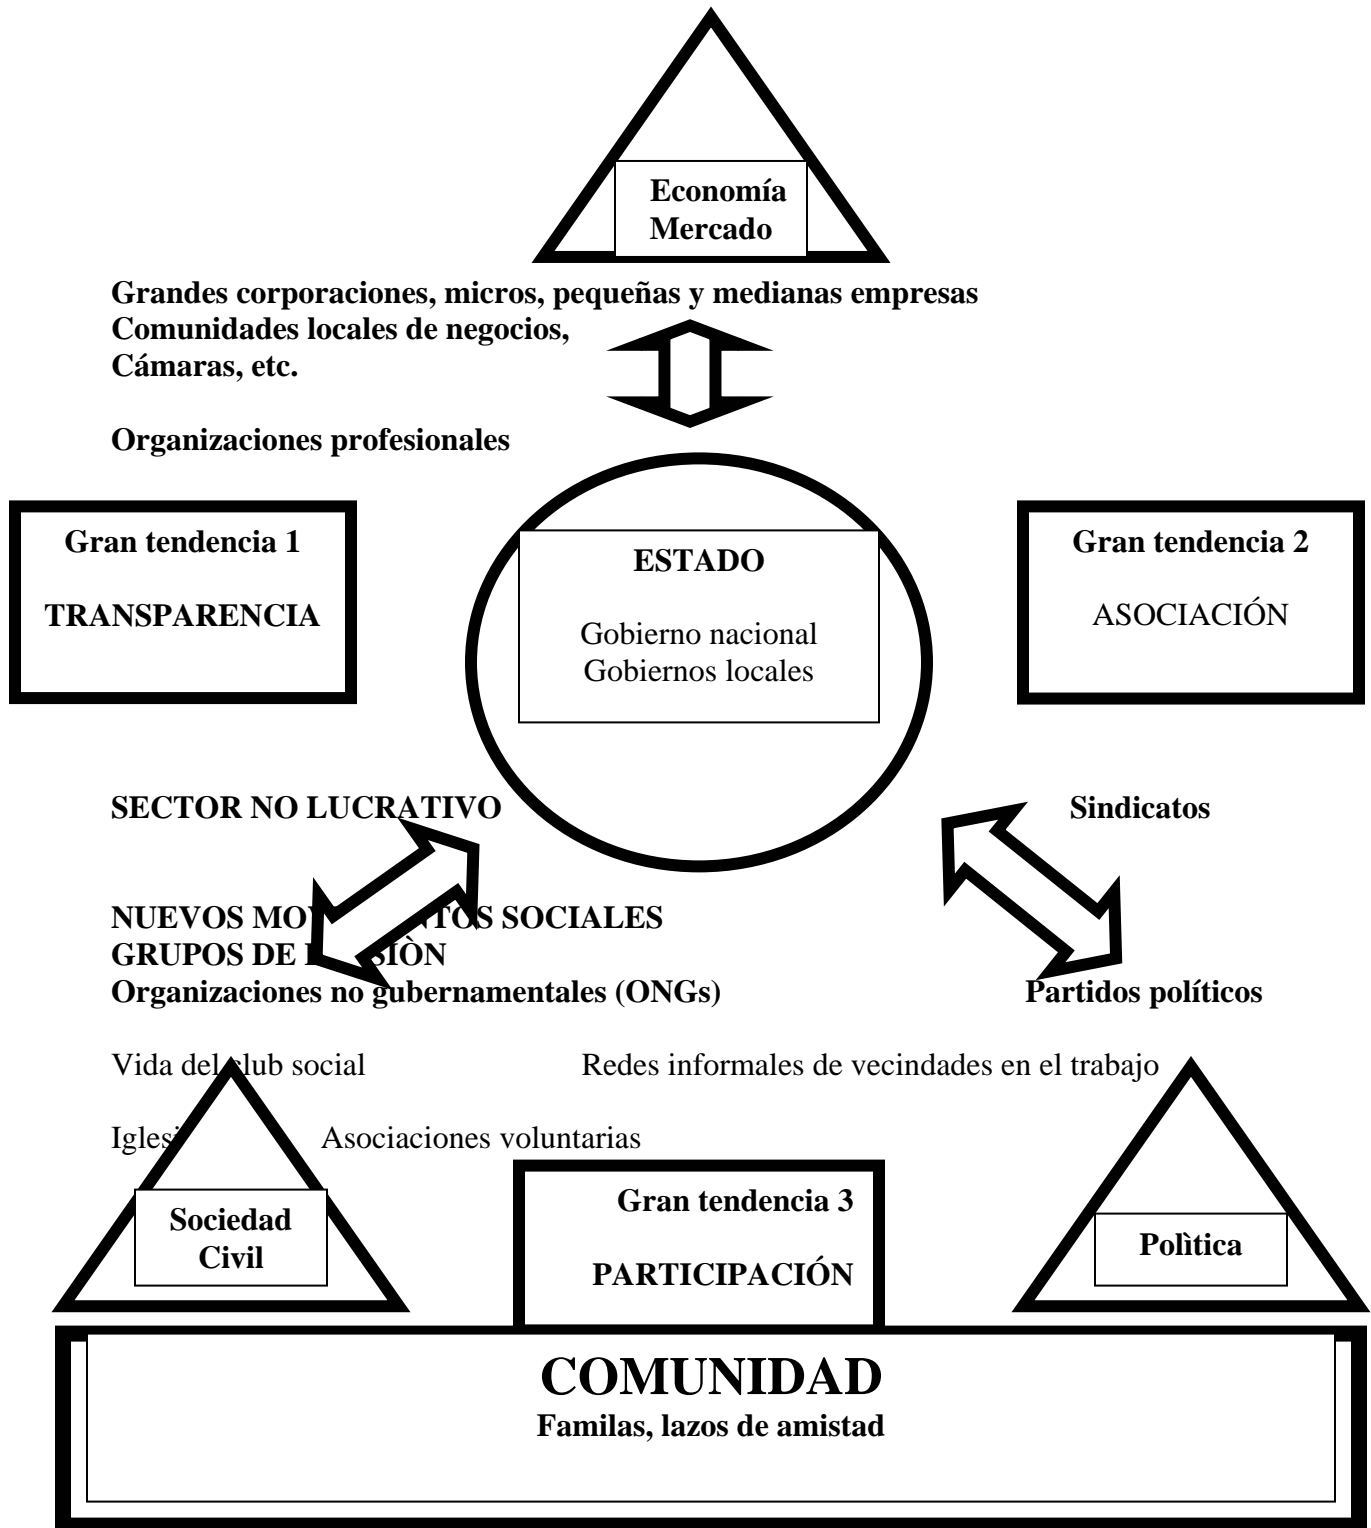 Economía
Mercado
Grandes corporaciones, micros, pequeñas y medianas empresas
Comunidades locales de negocios,
Cámaras, etc.
Organizaciones profesionales
Gran tendencia 1
TRANSPARENCIA
ESTADO
Gobierno nacional
Gobiernos locales
Gran tendencia 2
ASOCIACIÓN
SECTOR NO LUCRATIVO
Sindicatos
NUEVOS SOCIALES
GRUPOS DE
Organizaciones no gubernamentales (ONGs)
Partidos políticos
Vida del club social
Redes informales de vecindades en el trabajo
Asociaciones voluntarias
Sociedad
Civil
Gran tendencia 3
PARTICIPACIÓN
Polìtica
COMUNIDAD
Familas, lazos de amistad